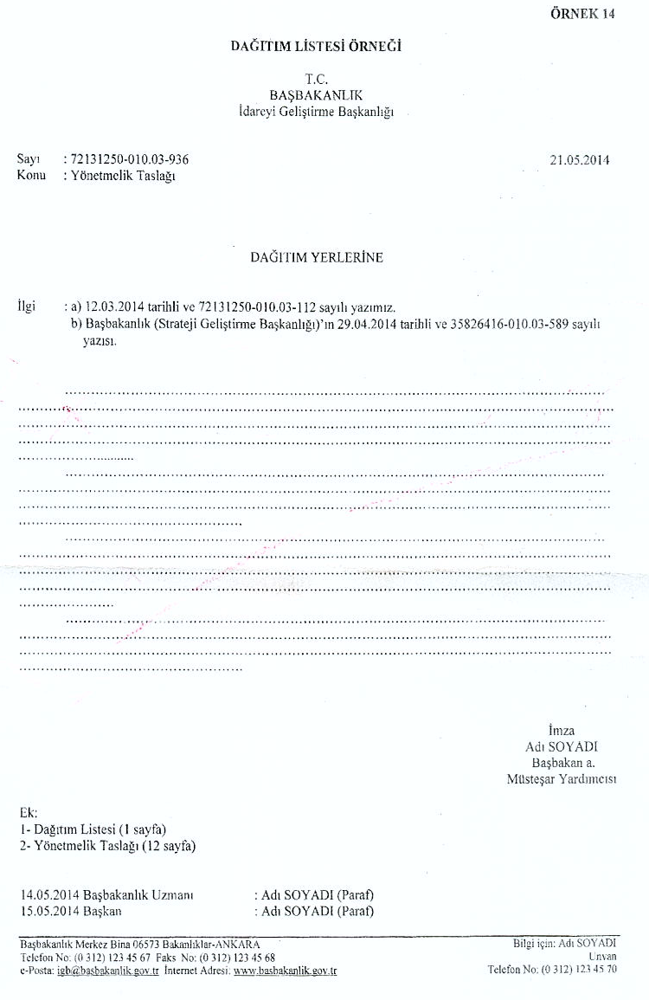 ÖRNEK 14
DAĞITIM LİSTESİ ÖRNEĞİ
T.C.
BAŞBAKANLIK
İdareyi Geliştirme Başkanlığı
Sayı : 72131250-010.03-936 21.05.2014
Konu : Yönetmelik Taslağı
DAĞITIM YERLERİNE
İlgi : a) 12.03.2014 tarihli ve 72131250-010.03-112 sayılı yazımız.
b) Başbakanlık (Strateji Geliştirme Başkanlığı)'ın 29.04.2014 tarihli ve 35826416-010.03-589 sayılı
yazısı.
İmza
Adı SOYADI
Başbakan a.
Müsteşar Yardımcısı
Ek:
1- Dağıtım Listesi (1 sayfa)
2- Yönetmelik Taslağı (12 sayfa)
14.05.2014 Başbakanlık Uzmanı : Adı SOYADI (Paraf)
15.05.2014 Başkan : Adı SOYADI (Paraf)
Başbakanlık Merkez Bina 06573 Bakanlıklar-ANKARA Bilgi için: Adı SOYADI
Telefon No: (0 312) 123 45 67 Faks No: (0 312) 123 45 68 Unvan
e-Posta: igb@basbakanlik.gov.tr İnternet Adresi: www.basbakanlik.gov.tr Telefon No: (0 312) 123 45 70